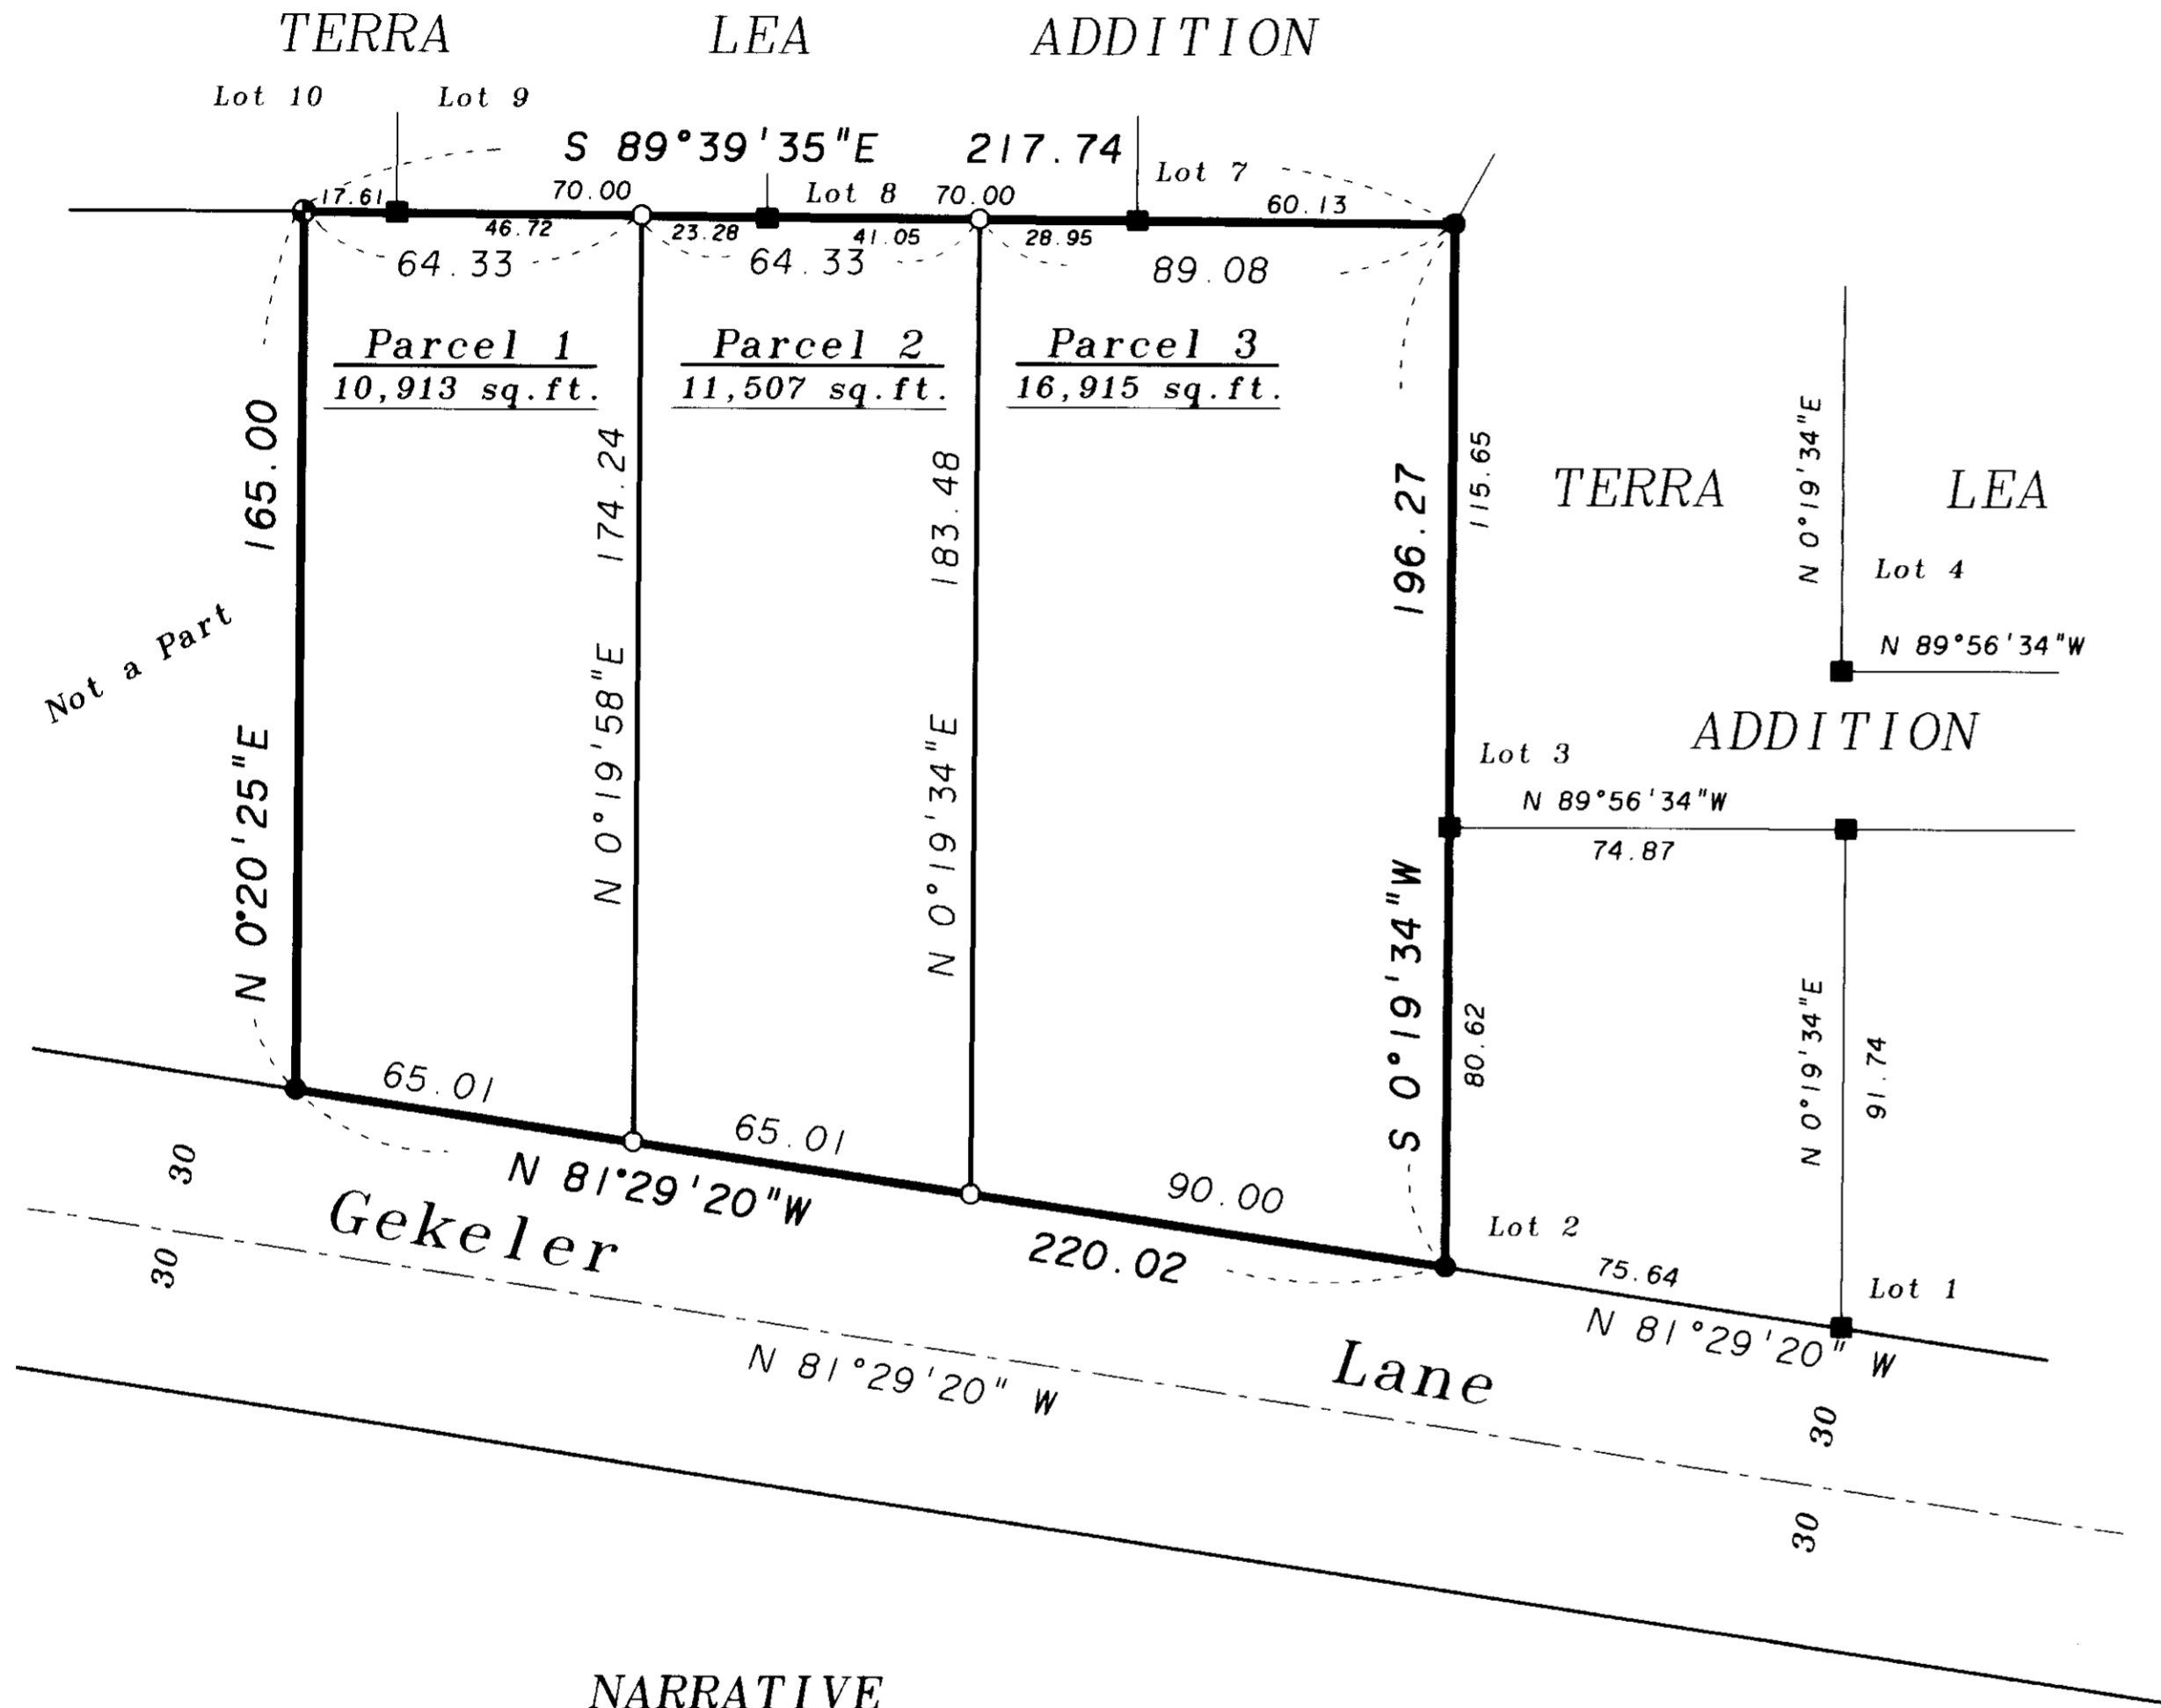 TERRA LEA ADDITION
Lot 10 Lot 9
S 89°39'35"E 217.74
Lot 7
17.61 70.00 Lot 8 70.00 60.13
46.72 23.28 41.05 28.95
64.33 64.33 89.08
Parcel 1 Parcel 2 Parcel 3
10,913 sq.ft. 11,507 sq.ft. 16,915 sq.ft.
165.00
N 0°20'25"E
174.24
N 0°19'58"E
183.48
N 0°19'34"E
196.27
S 0°19'34"W
115.65
80.62
Not a Part
TERRA LEA
N 0°19'34"E
Lot 4
N 89°56'34"W
ADDITION
Lot 3
N 89°56'34"W
74.87
N 0°19'34"E
91.74
65.01
65.01
90.00
N 81°29'20"W
220.02
Lot 2
75.64
Lot 1
N 81°29'20" W
30
30
Gekeler Lane
N 81°29'20" W
30
30
NARRATIVE